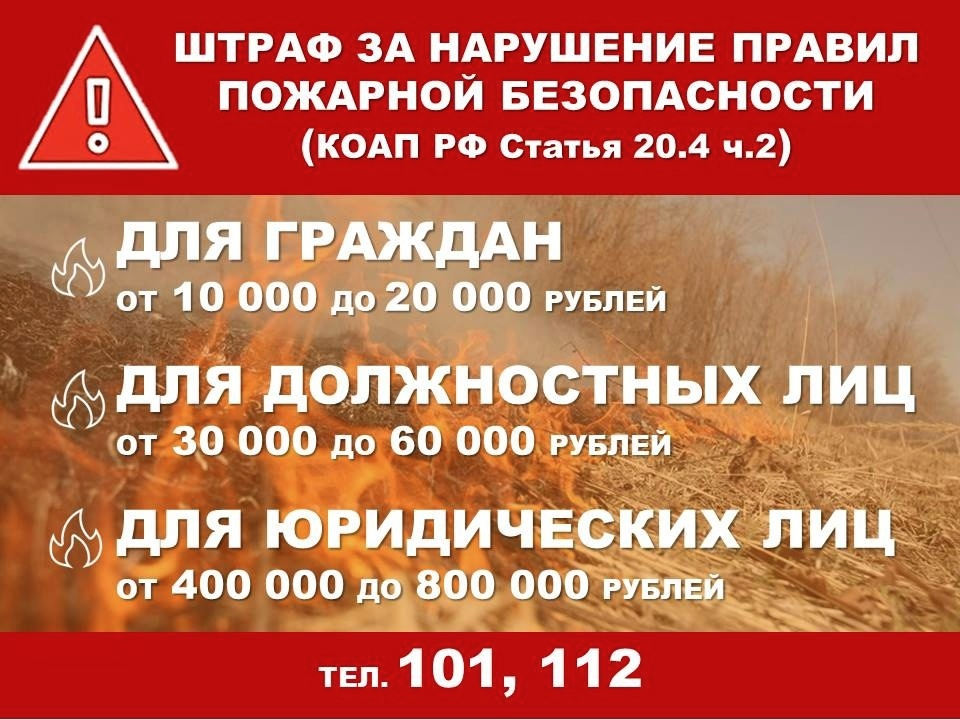 ШТРАФ ЗА НАРУШЕНИЕ ПРАВИЛ
ПОЖАРНОЙ БЕЗОПАСНОСТИ
(КОАП РФ Статья 20.4 ч.2)
ДЛЯ ГРАЖДАН
ОТ 10 000 ДО 20 000 РУБЛЕЙ
ДЛЯ ДОЛЖНОСТНЫХ ЛИЦ
ОТ 30 000 ДО 60 000 РУБЛЕЙ
ДЛЯ ЮРИДИЧЕСКИХ ЛИЦ
ОТ 400 000 ДО 800 000 РУБЛЕЙ
ТЕЛ. 101, 112